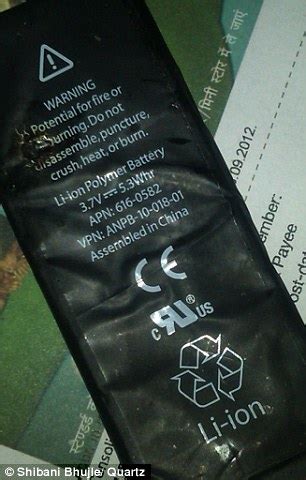 WARNING
Potential for fire or
burning. Do not
disassemble, puncture,
crush, heat, or burn.
Li-ion Polymer Battery
3.7V 5.3Whr
APN: 616-0582
VPN: ANPB-10-018-01
Assembled in China
CE
c RU US
Li-ion
09.2012.
mber:
Payee
© Shibani Bhujle/ Quartz